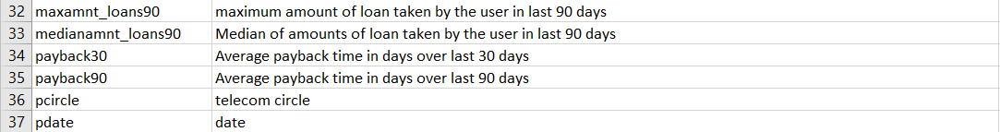 32 maxamnt_loans90 maximum amount of loan taken by the user in last 90 days
33 medianamnt_loans90 Median of amounts of loan taken by the user in last 90 days
34 payback30 Average payback time in days over last 30 days
35 payback90 Average payback time in days over last 90 days
36 pcircle telecom circle
37 pdate date